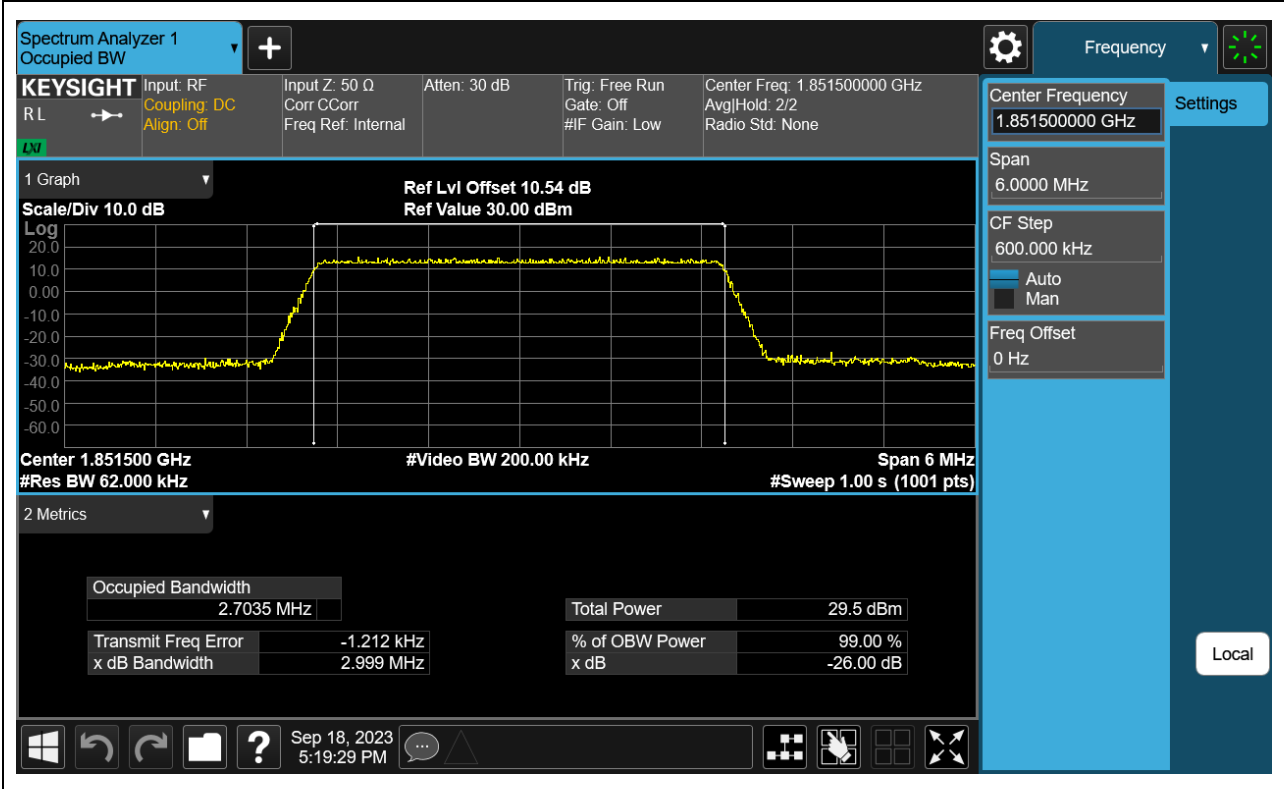 Spectrum Analyzer 1
Occupied BW
+
Frequency
KEYSIGHT
R L
LXI
Input: RF
Coupling: DC
Align: Off
Input Z: 50 Ω
Corr CCorr
Freq Ref: Internal
Atten: 30 dB
Trig: Free Run
Gate: Off
#IF Gain: Low
Center Freq: 1.851500000 GHz
Avg|Hold: 2/2
Radio Std: None
Center Frequency
1.851500000 GHz
Settings
Span
6.0000 MHz
CF Step
600.000 kHz
Auto
Man
Freq Offset
0 Hz
Local
1 Graph
Ref Lvl Offset 10.54 dB
Scale/Div 10.0 dB
Ref Value 30.00 dBm
Log
20.0
10.0
0.00
-10.0
-20.0
-30.0
-40.0
-50.0
-60.0
Center 1.851500 GHz
#Video BW 200.00 kHz
Span 6 MHz
#Res BW 62.000 kHz
#Sweep 1.00 s (1001 pts)
2 Metrics
Occupied Bandwidth
2.7035 MHz
Total Power 29.5 dBm
Transmit Freq Error -1.212 kHz
% of OBW Power 99.00 %
x dB Bandwidth 2.999 MHz
x dB -26.00 dB
?
Sep 18, 2023
5:19:29 PM